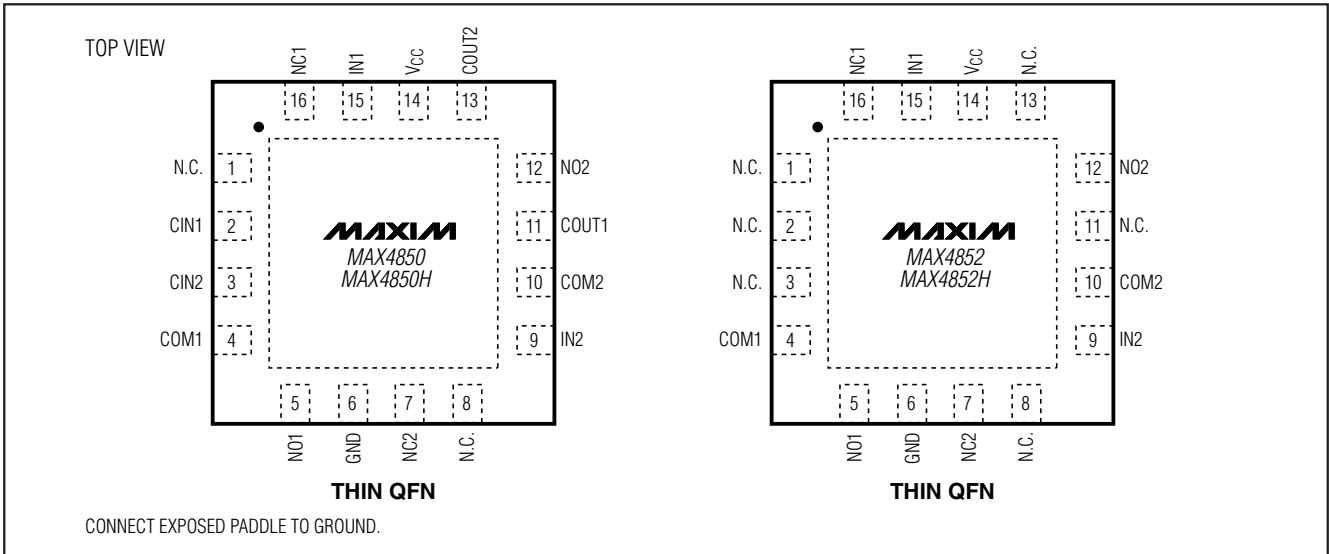 TOP VIEW
NC1 IN1 VCC COUT2
16 15 14 13
N.C. 1
CIN1 2
CIN2 3
COM1 4
12 NO2
11 COUT1
10 COM2
9 IN2
MAXIM
MAX4850
MAX4850H
5 6 7 8
NO1 GND NC2 N.C.
THIN QFN
NC1 IN1 VCC N.C.
16 15 14 13
N.C. 1
N.C. 2
N.C. 3
COM1 4
12 NO2
11 N.C.
10 COM2
9 IN2
MAXIM
MAX4852
MAX4852H
5 6 7 8
NO1 GND NC2 N.C.
THIN QFN
CONNECT EXPOSED PADDLE TO GROUND.